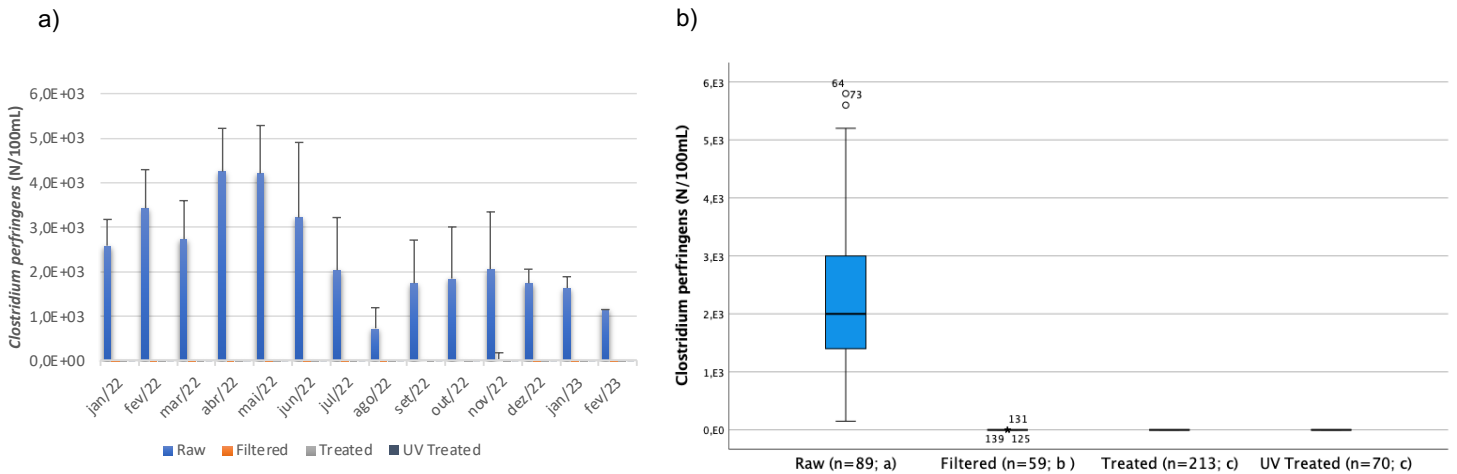 a)
Clostridium perfringens (N/100mL)
6,0E+03
5,0E+03
4,0E+03
3,0E+03
2,0E+03
1,0E+03
0,0E+00
jan/22 fev/22 mar/22 abr/22 mai/22 jun/22 jul/22 ago/22 set/22 out/22 nov/22 dez/22 jan/23 fev/23
Raw Filtered Treated UV Treated
b)
Clostridium perfringens (N/100mL)
6,E3
5,E3
4,E3
3,E3
2,E3
1,E3
0,E0
64
73
131
139 125
Raw (n=89; a) Filtered (n=59; b ) Treated (n=213; c) UV Treated (n=70; c)